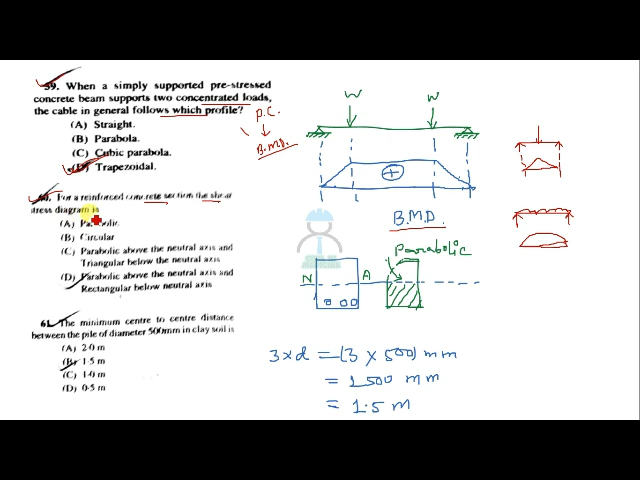 59. When a simply supported pre-stressed
concrete beam supports two concentrated loads,
the cable in general follows which profile?
(A) Straight.
(B) Parabola.
(C) Cubic parabola.
(D) Trapezoidal.
60. For a reinforced concrete section the shear
stress diagram is
(A) Parabolic
(B) Circular
(C) Parabolic above the neutral axis and
Triangular below the neutral axis
(D) Parabolic above the neutral axis and
Rectangular below neutral axis
61. The minimum centre to centre distance
between the pile of diameter 500mm in clay soil is
(A) 2·0 m
(B) 1·5 m
(C) 1·0 m
(D) 0·5 m
P.C.
B.M.D.
W W
+
B.M.D.
Parabolic
N A
3 x d = (3 x 500) mm
= 1500 mm
= 1.5 m